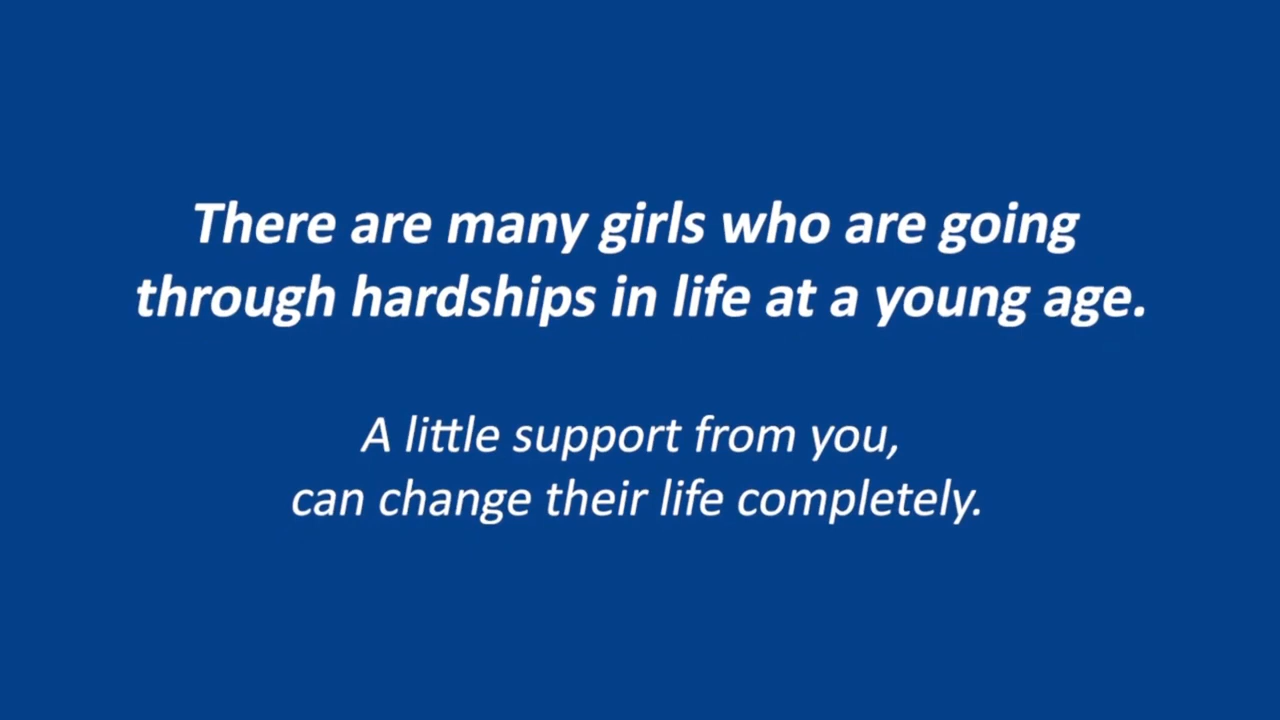 There are many girls who are going
through hardships in life at a young age.
A little support from you,
can change their life completely.